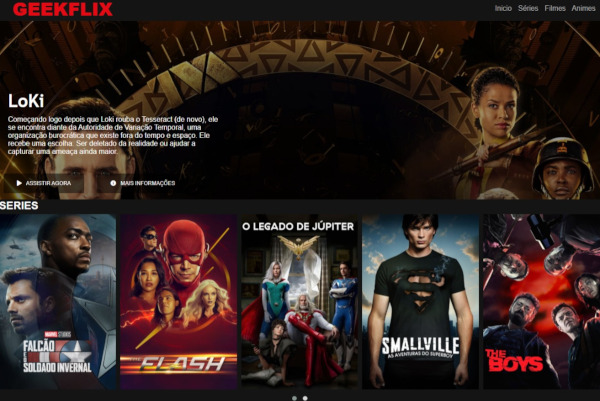 GEEKFLIX
Inicio Séries Filmes Animes
LoKi
Começando logo depois que Loki rouba o Tesseract (de novo), ele
se encontra diante da Autoridade de Variação Temporal, uma
organização burocrática que existe fora do tempo e espaço. Ele
recebe uma escolha: Ser deletado da realidade ou ajudar a
capturar uma ameaça ainda maior.
ASSISTIR AGORA
MAIS INFORMAÇÕES
SERIES
MARVEL STUDIOS
FALCÃO
SOLDADO INVERNAL
THE
FLASH
O LEGADO DE JÚPITER
SMALLVILLE
AS AVENTURAS DO SUPERBOY
THE
BOYS